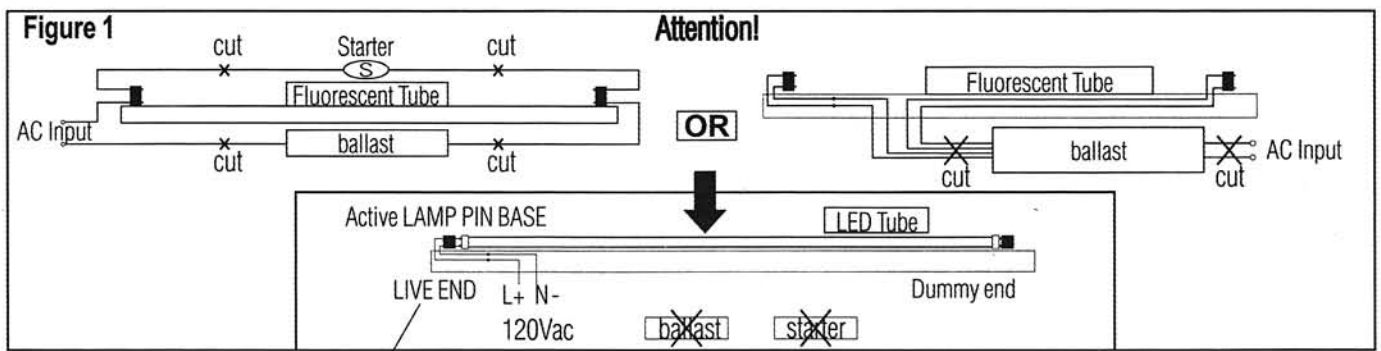 Figure 1
Attention!
cut
Starter
cut
S
Fluorescent Tube
AC Input
ballast
cut
cut
OR
Fluorescent Tube
ballast
AC Input
cut
cut
Active LAMP PIN BASE
LED Tube
LIVE END
L+ N-
Dummy end
120Vac
ballast
starter